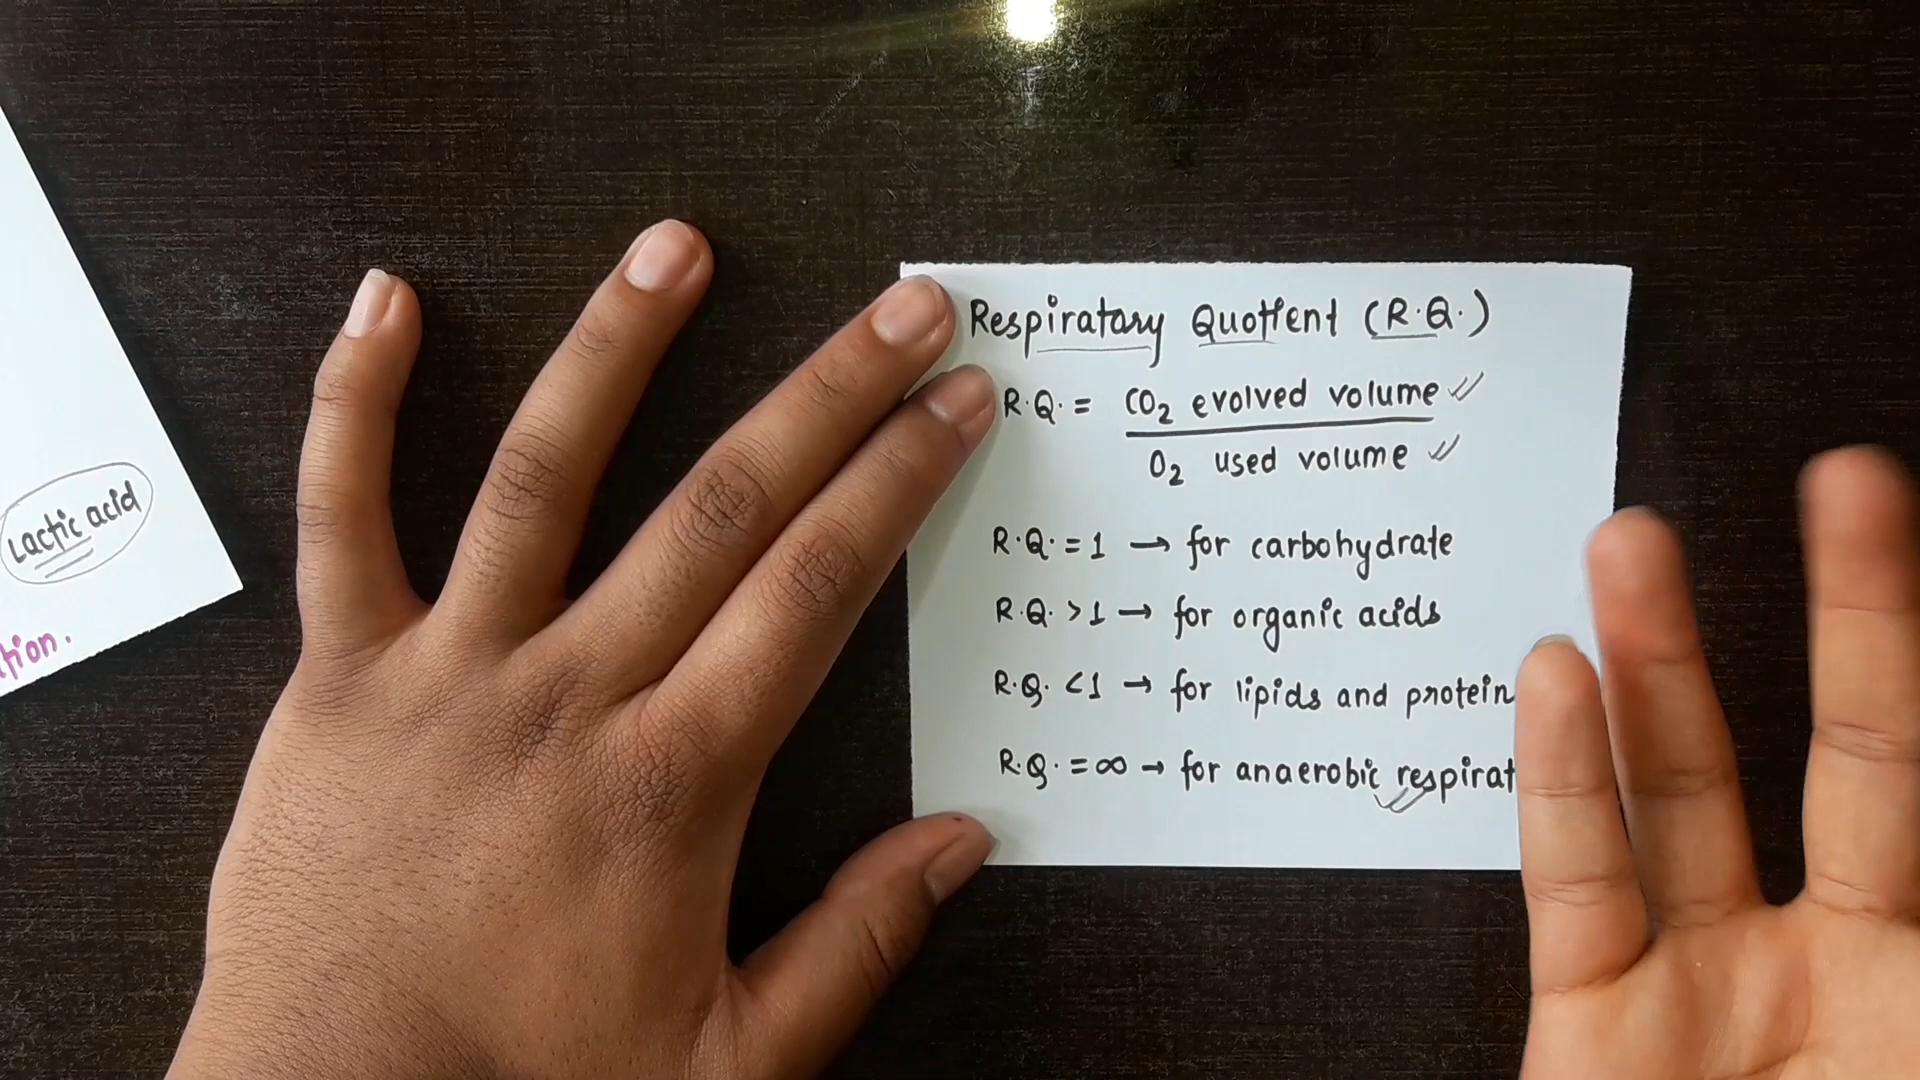 Lactic acid
tion.
Respiratary Quotient (R.Q.)
R.Q. = CO2 evolved volume
O2 used volume
R.Q. = 1 → for carbohydrate
R.Q. >1 → for organic acids
R.Q. <1 → for lipids and protein
R.Q. = ∞ → for anaerobic respirat